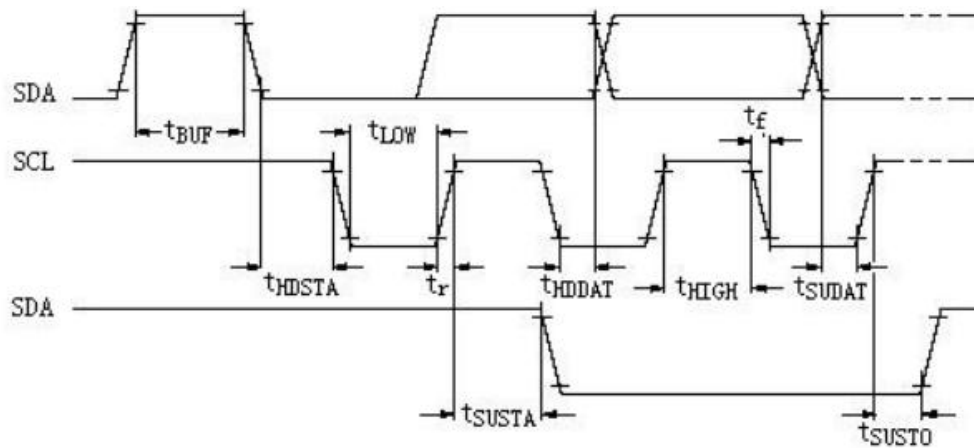 SDA
tBUF
tLOW
tf
SCL
tHDSTA
tr
tHDDAT
tHIGH
tSUDAT
SDA
tSUSTA
tSUSTO